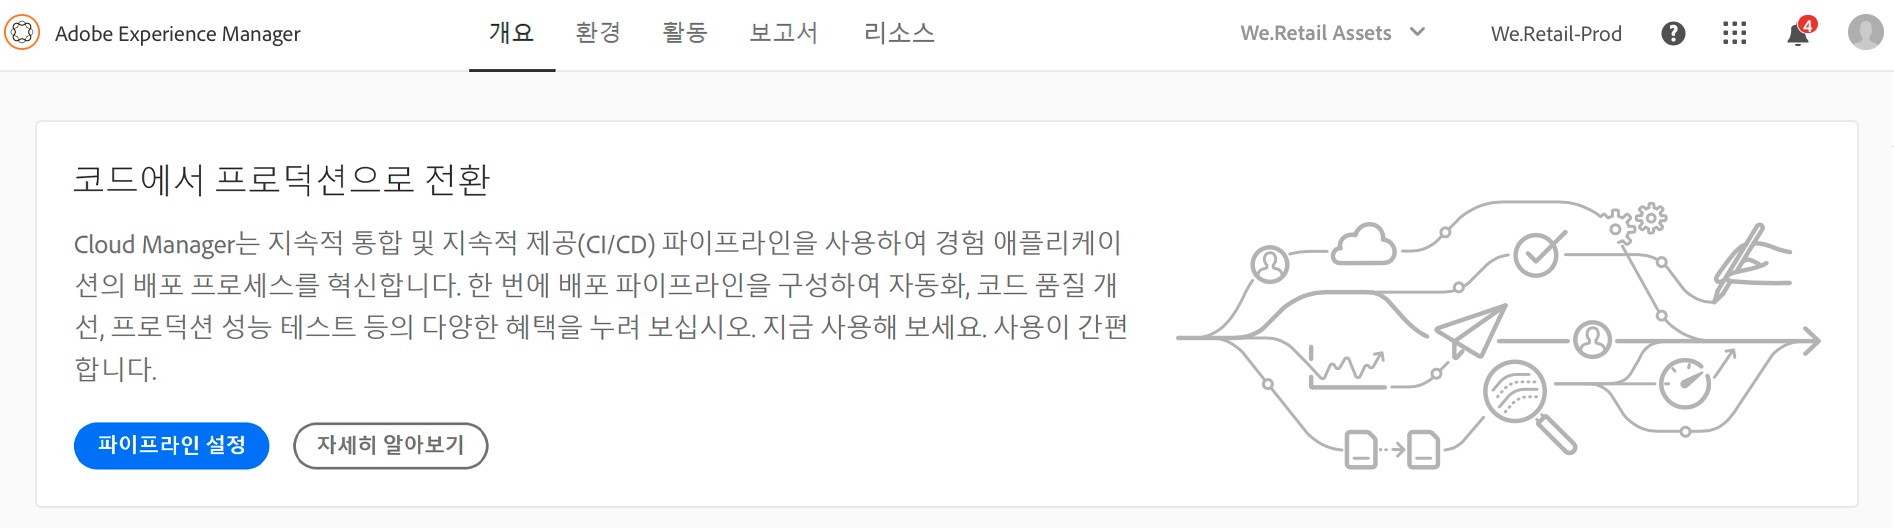 Adobe Experience Manager
개요
환경
활동
보고서
리소스
We.Retail Assets
We.Retail-Prod
?
4
코드에서 프로덕션으로 전환
Cloud Manager는 지속적 통합 및 지속적 제공(CI/CD) 파이프라인을 사용하여 경험 애플리케이
션의 배포 프로세스를 혁신합니다. 한 번에 배포 파이프라인을 구성하여 자동화, 코드 품질 개
선, 프로덕션 성능 테스트 등의 다양한 혜택을 누려 보십시오. 지금 사용해 보세요. 사용이 간편
합니다.
파이프라인 설정
자세히 알아보기